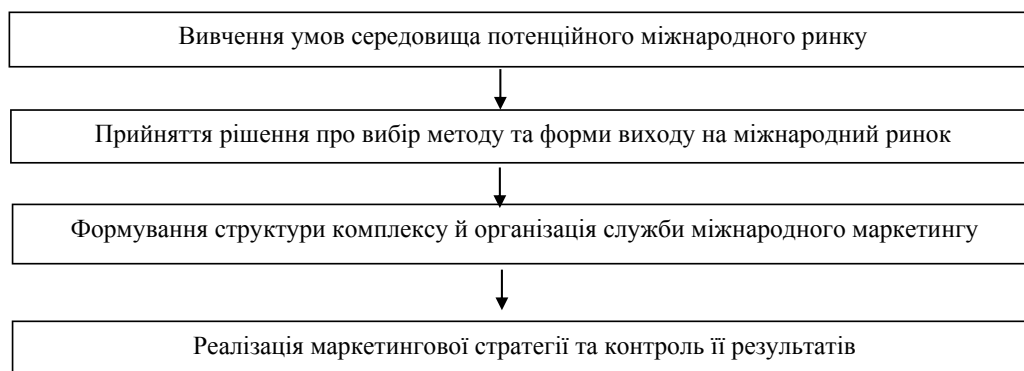 Вивчення умов середовища потенційного міжнародного ринку
Прийняття рішення про вибір методу та форми виходу на міжнародний ринок
Формування структури комплексу й організація служби міжнародного маркетингу
Реалізація маркетингової стратегії та контроль її результатів